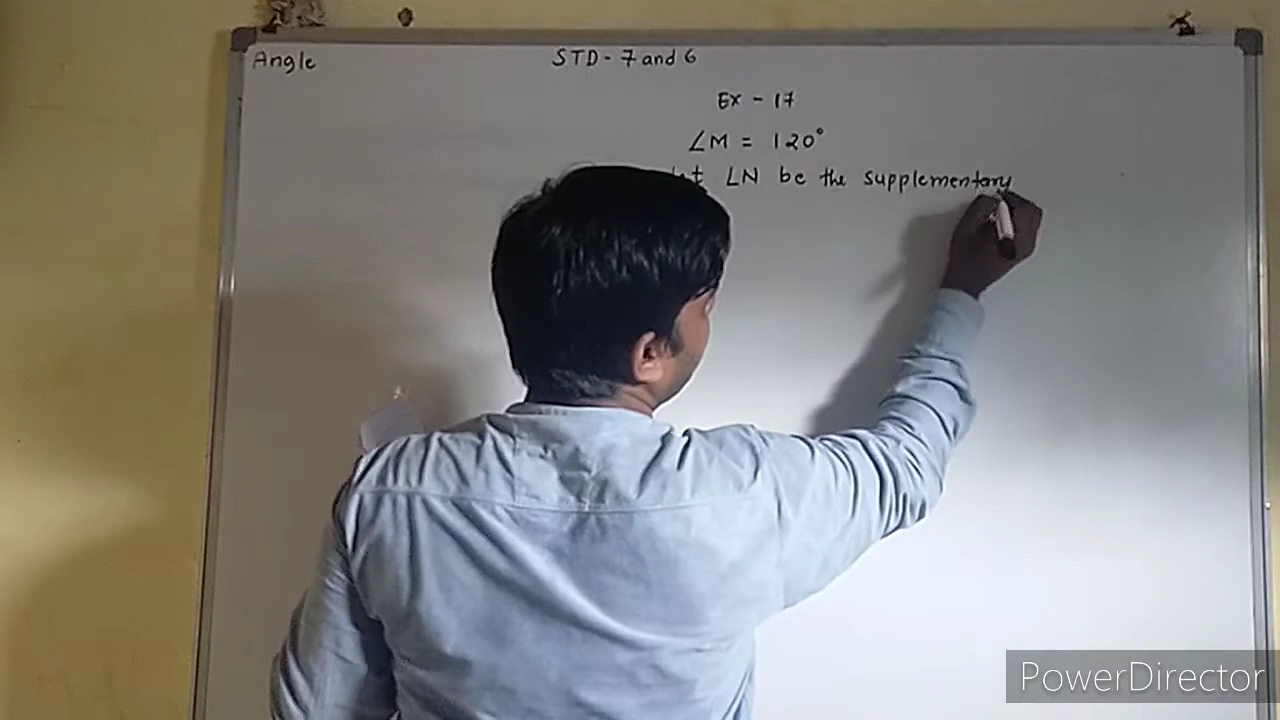 Angle
STD - 7 and 6
Ex - 17
∠M = 120°
∠N be the supplementary
PowerDirector